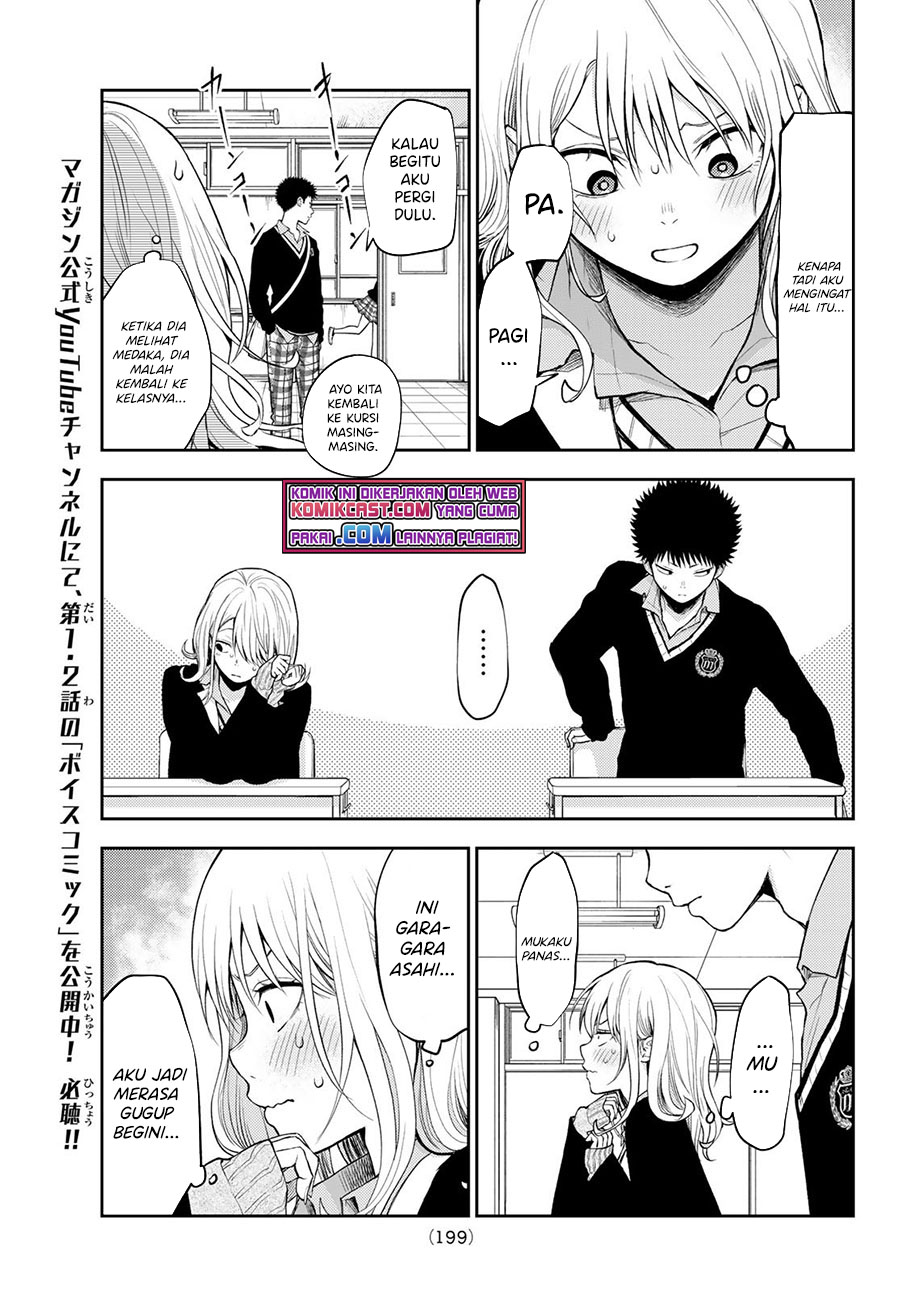 KENAPA
TADI AKU
MENGINGAT
HAL ITU...
PA.
PAGI
...
KALAU
BEGITU
AKU
PERGI
DULU.
KETIKA DIA
MELIHAT
MEDAKA, DIA
MALAH
KEMBALI KE
KELASNYA...
AYO KITA
KEMBALI
KE KURSI
MASING-
MASING.
KOMIK INI DIKERJAKAN OLEH WEB
KOMIKCAST.COM YANG CUMA
PAKAI .COM LAINNYA PLAGIAT!
......
...
MU
...
MUKAKU
PANAS...
INI
GARA-
GARA
ASAHI...
AKU JADI
MERASA
GUGUP
BEGINI...
マガジン公式YouTubeチャンネルにて、第1・2話の「ボイスコミック」を公開中! 必聴!!
(199)